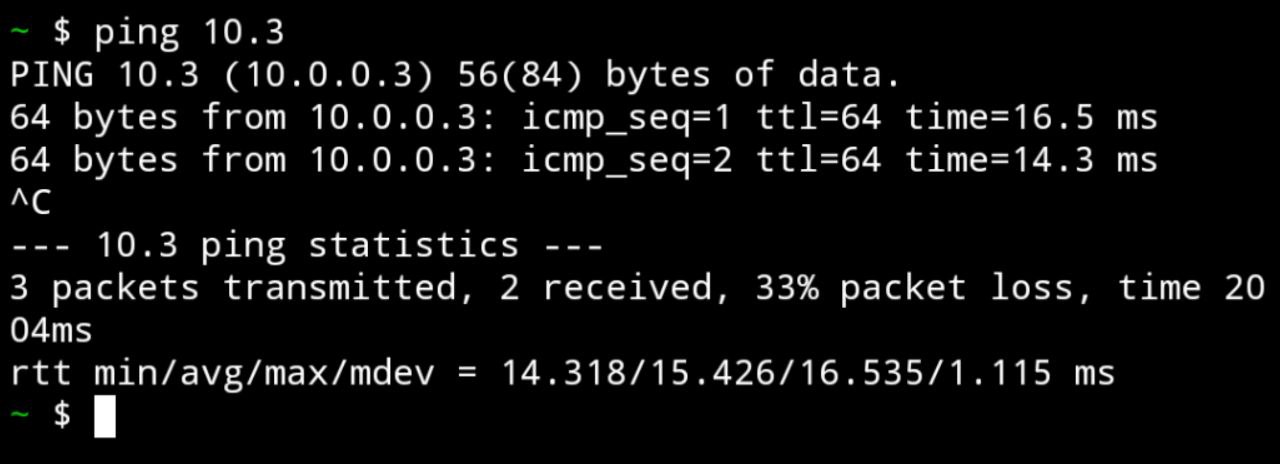 ~ $ ping 10.3
PING 10.3 (10.0.0.3) 56(84) bytes of data.
64 bytes from 10.0.0.3: icmp_seq=1 ttl=64 time=16.5 ms
64 bytes from 10.0.0.3: icmp_seq=2 ttl=64 time=14.3 ms
^C
--- 10.3 ping statistics ---
3 packets transmitted, 2 received, 33% packet loss, time 20
04ms
rtt min/avg/max/mdev = 14.318/15.426/16.535/1.115 ms
~ $